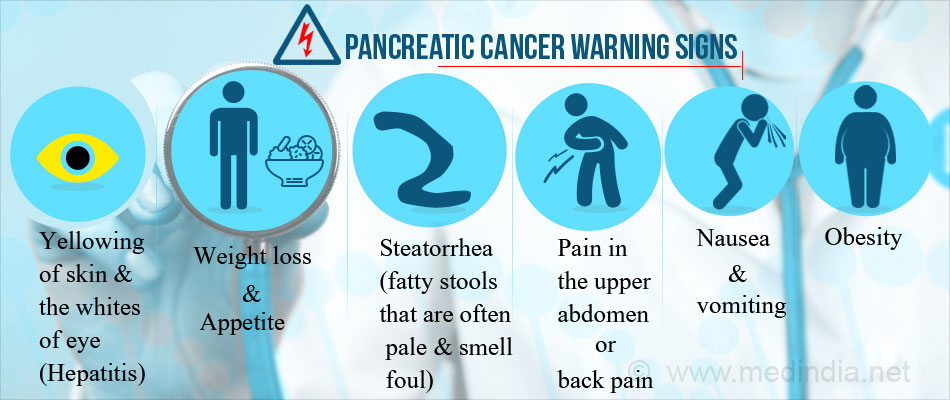 PANCREATIC CANCER WARNING SIGNS
Yellowing
of skin &
the whites
of eye
(Hepatitis)
Weight loss
&
Appetite
Steatorrhea
(fatty stools
that are often
pale & smell
foul)
Pain in
the upper
abdomen
or
back pain
Nausea
&
vomiting
Obesity
www.medindia.net